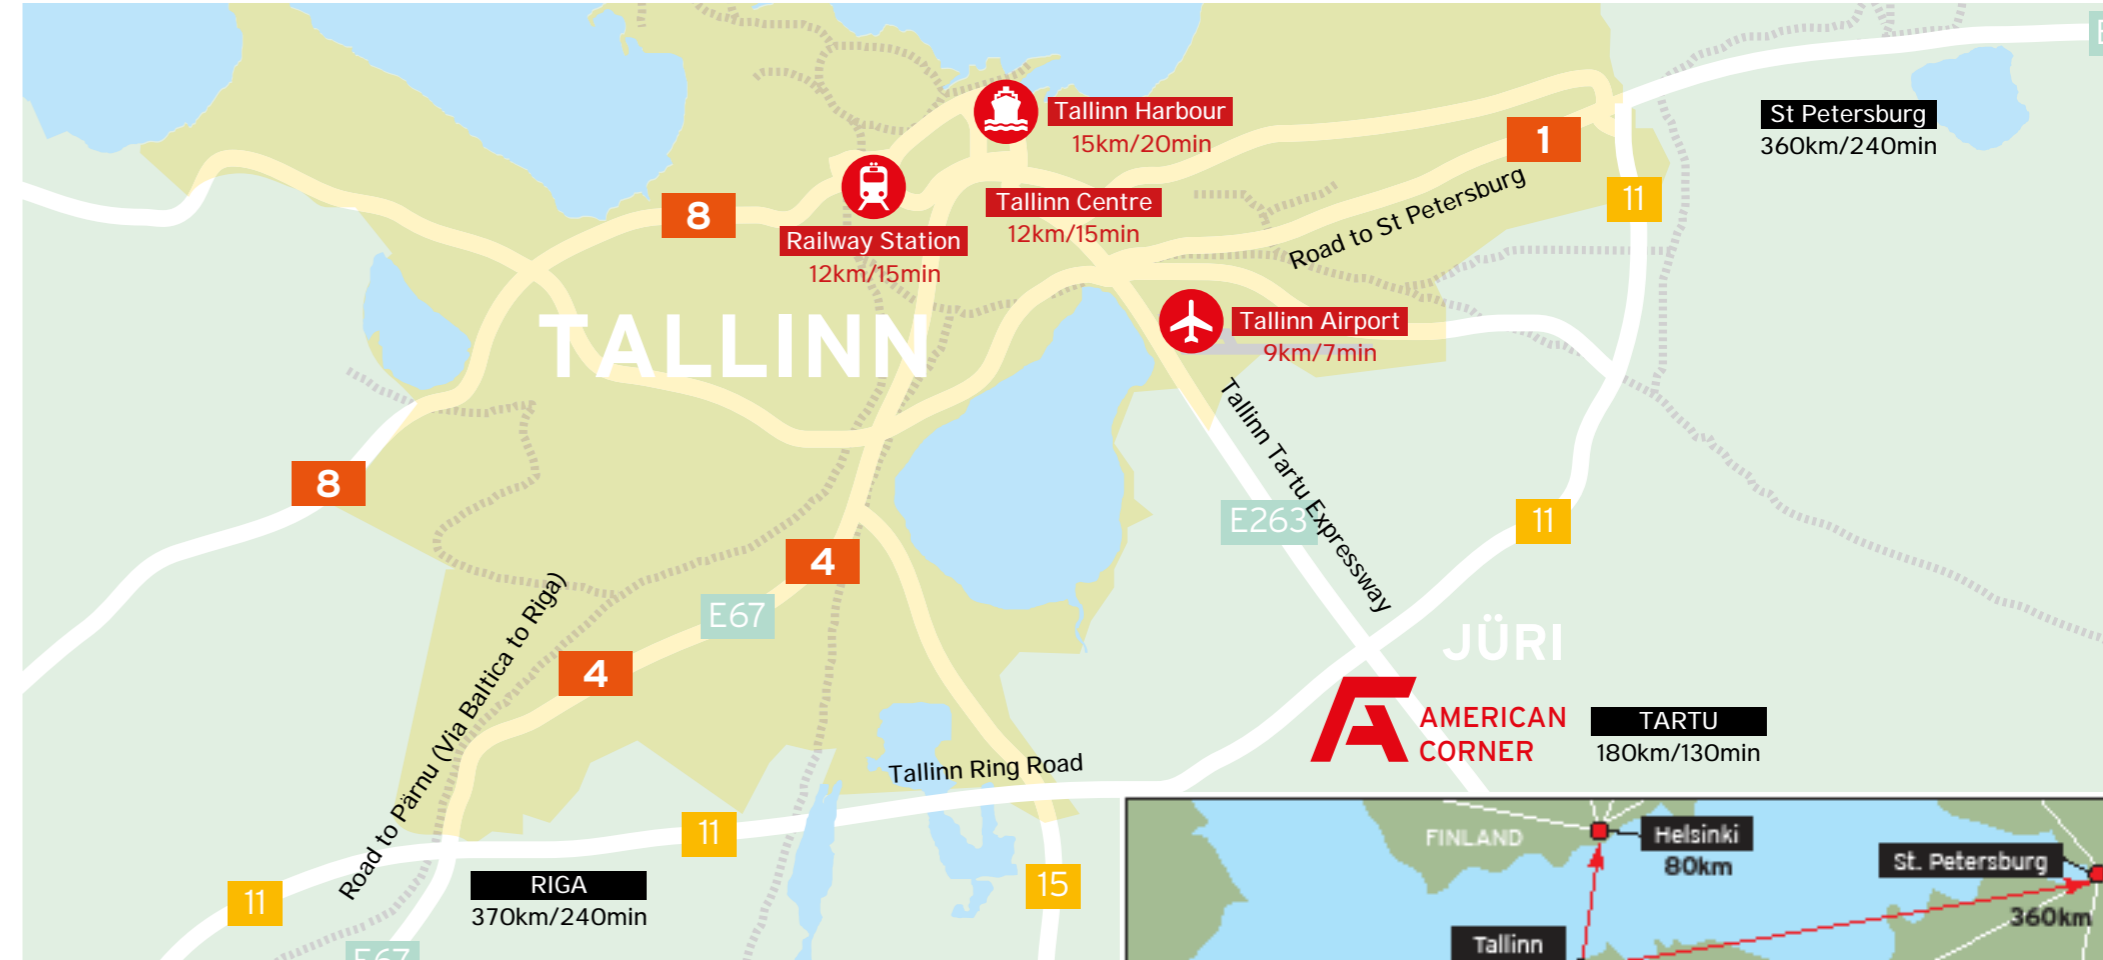 Tallinn Harbour
15km/20min
1
St Petersburg
360km/240min
8
Railway Station
12km/15min
Tallinn Centre
12km/15min
Road to St Petersburg
11
TALLINN
Tallinn Airport
9km/7min
8
Tallinn Tartu Expressway
E263
11
4
E67
JÜRI
4
Road to Pärnu (Via Baltica to Riga)
AMERICAN
CORNER
TARTU
180km/130min
Tallinn Ring Road
11
11
RIGA
370km/240min
15
E67
FINLAND
Helsinki
80km
St. Petersburg
360km
Tallinn